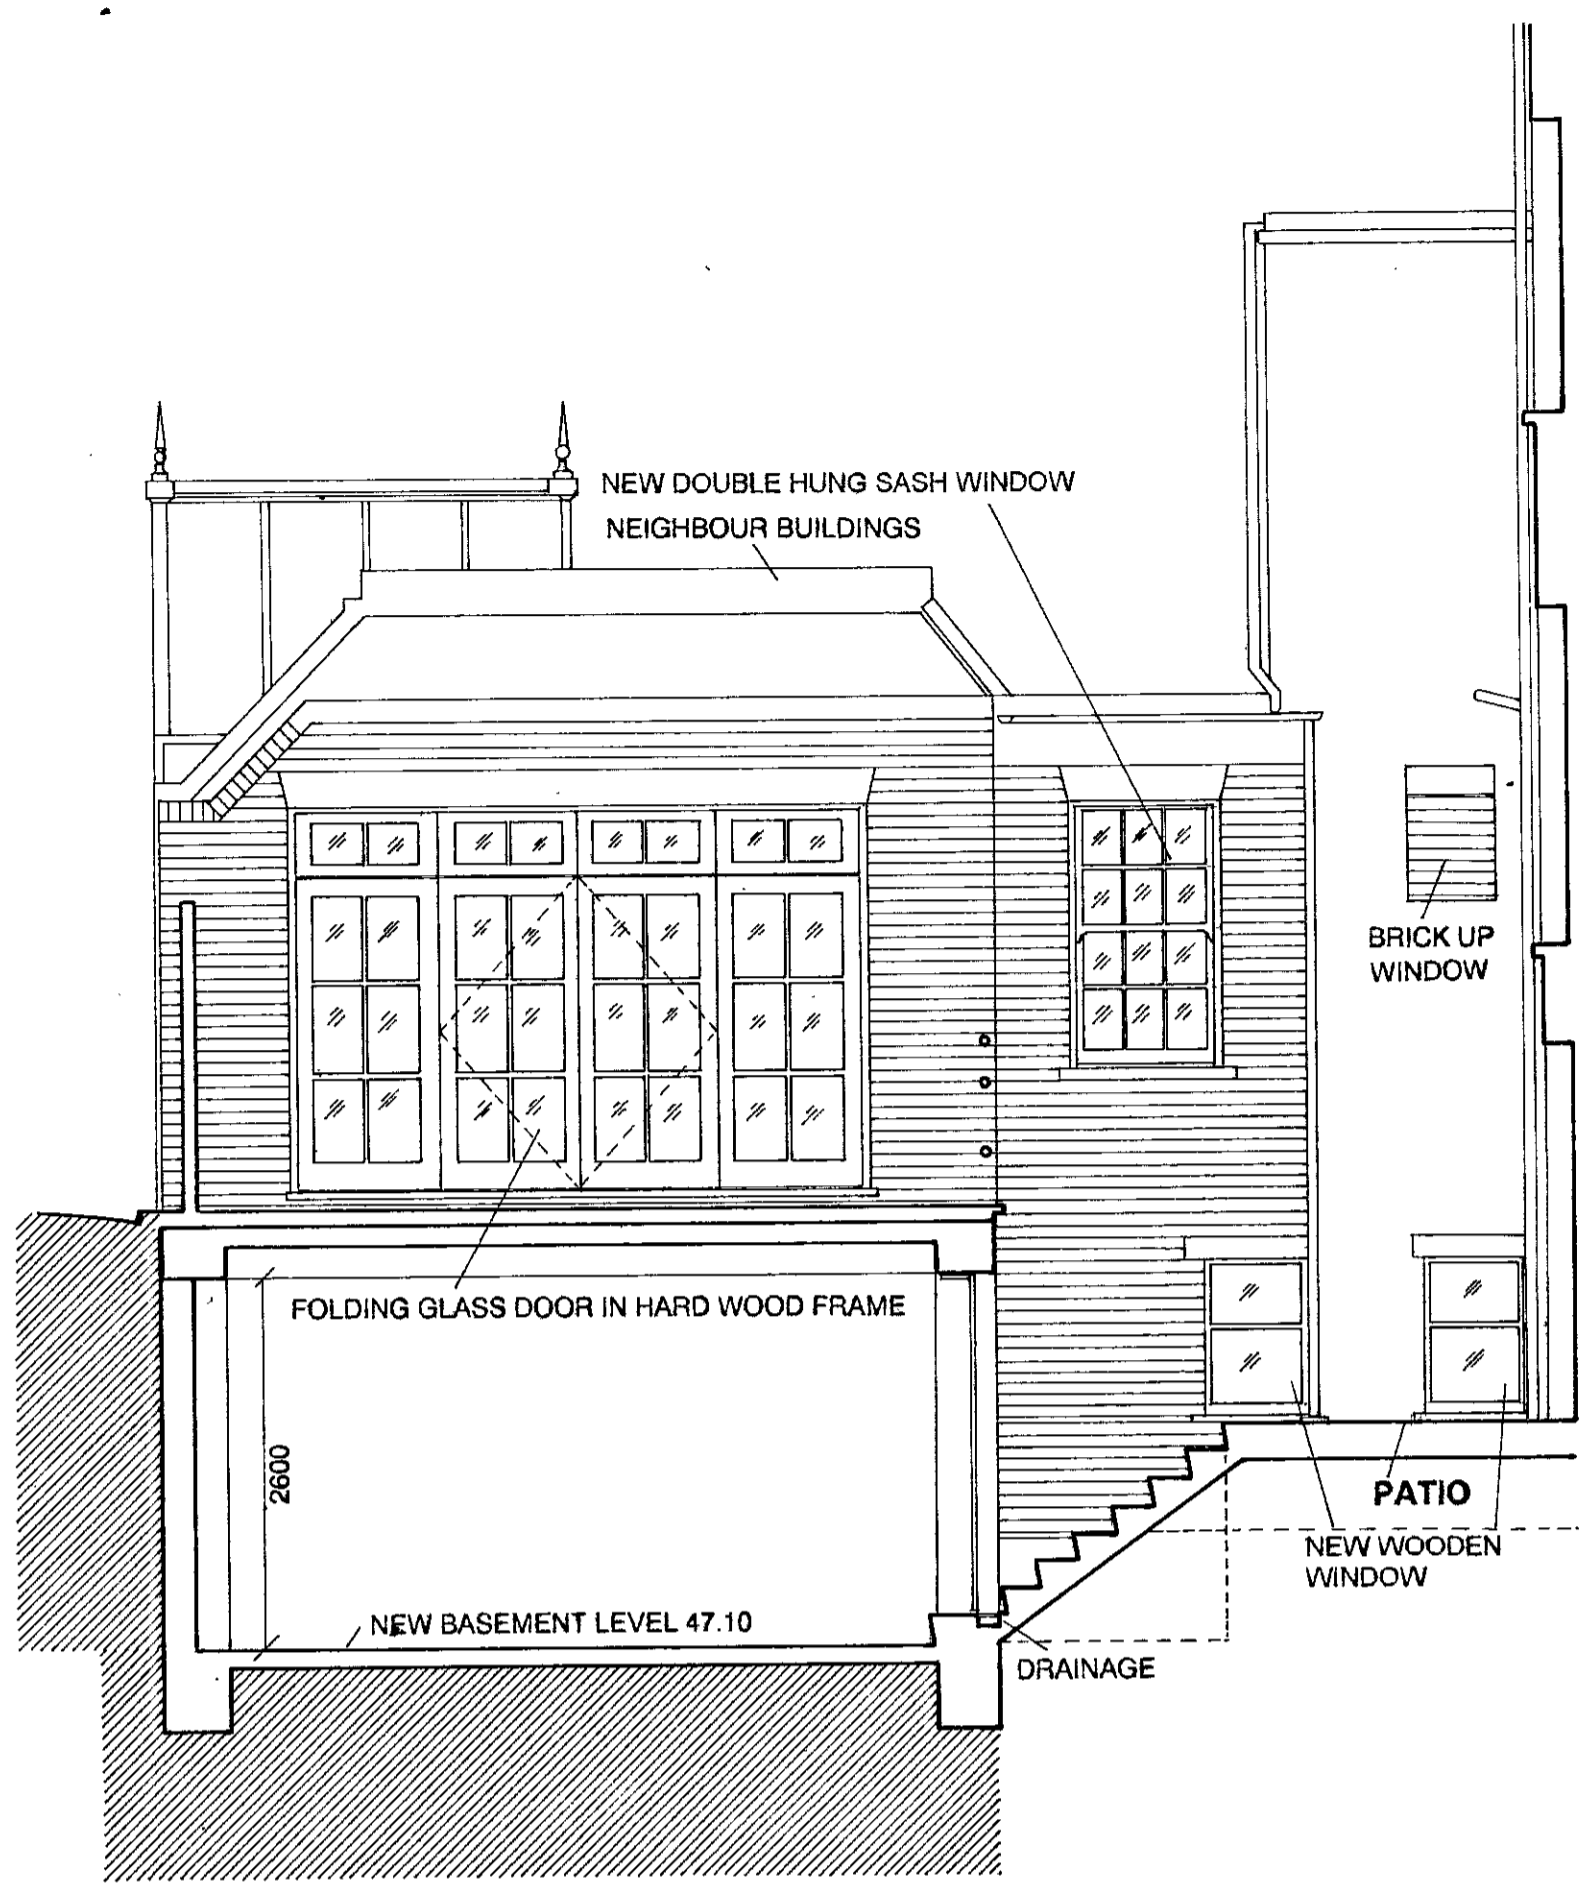 NEW DOUBLE HUNG SASH WINDOW
NEIGHBOUR BUILDINGS
BRICK UP
WINDOW
FOLDING GLASS DOOR IN HARD WOOD FRAME
2600
PATIO
NEW WOODEN
WINDOW
NEW BASEMENT LEVEL 47.10
DRAINAGE